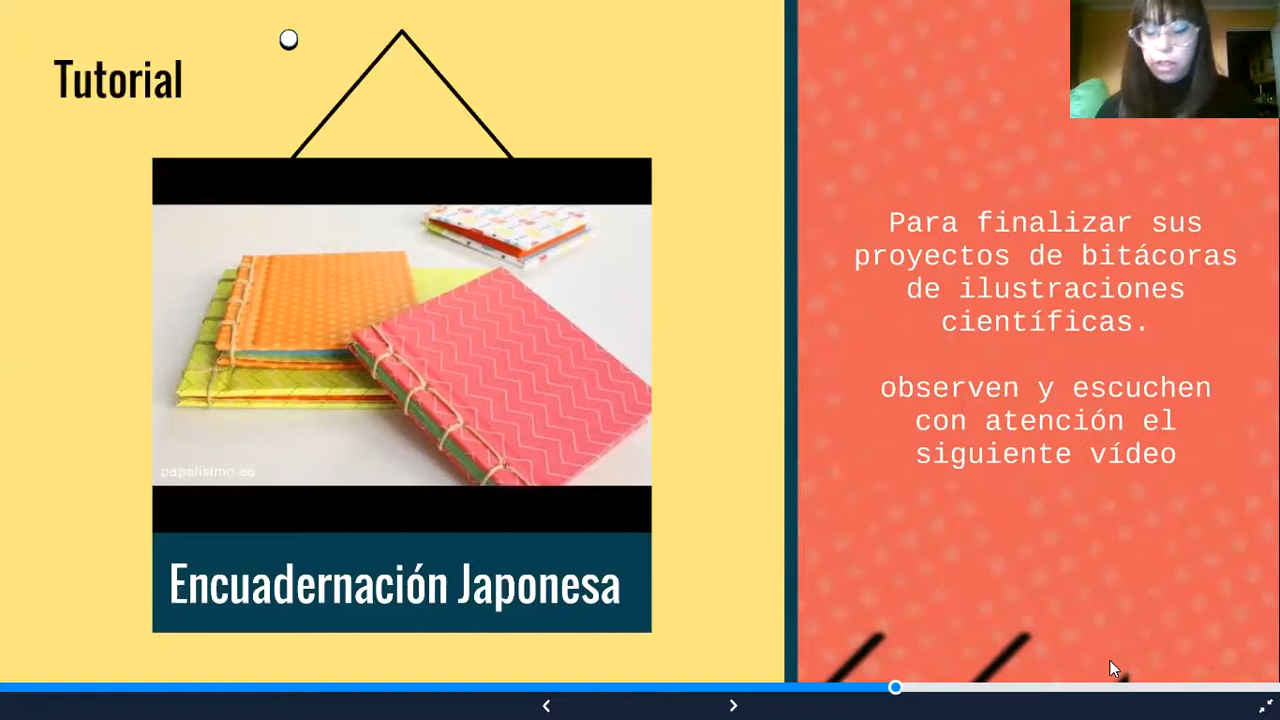 Tutorial
papelisimo.es
Encuadernación Japonesa
Para finalizar sus
proyectos de bitácoras
de ilustraciones
científicas.
observen y escuchen
con atención el
siguiente vídeo